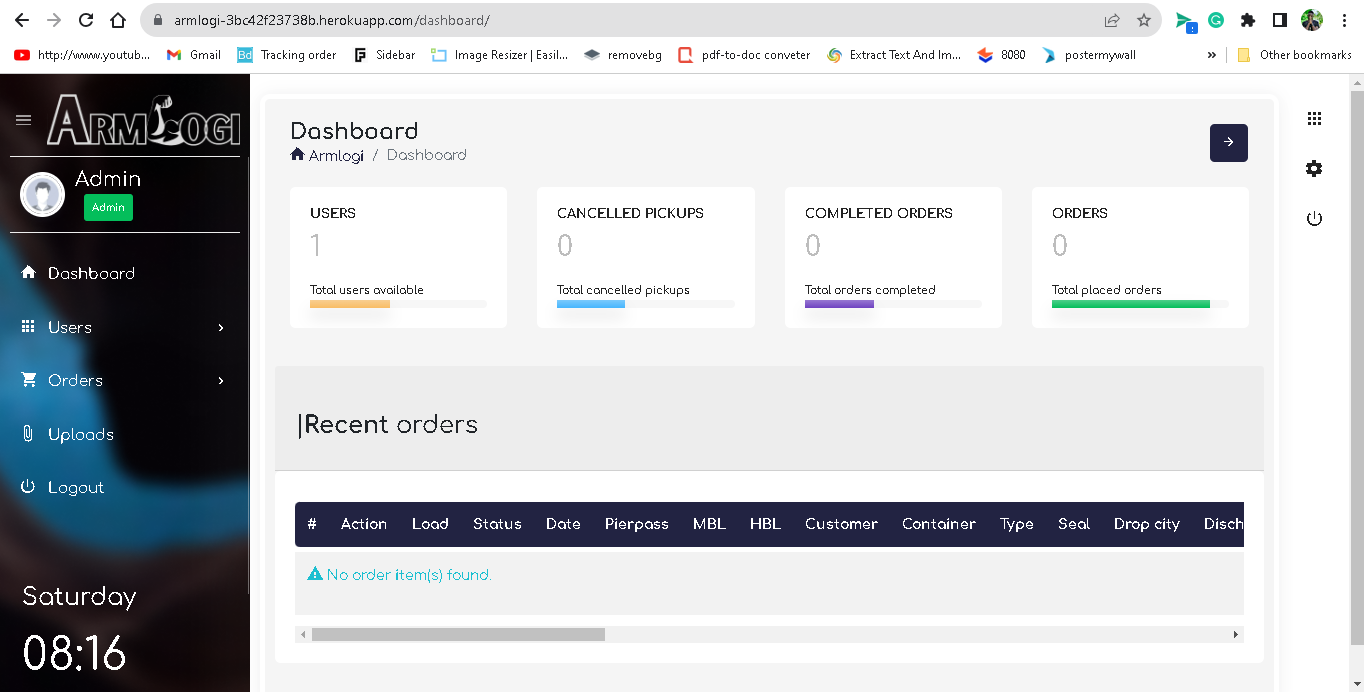 armlogi-3bc42f23738b.herokuapp.com/dashboard/
http://www.youtub... Gmail Tracking order Sidebar Image Resizer | Easil... removebg pdf-to-doc conveter Extract Text And Im... 8080 postermywall » Other bookmarks
ARMLOGI
Admin
Admin
Dashboard
Users
Orders
Uploads
Logout
Saturday
08:16
Dashboard
Armlogi / Dashboard
USERS
1
Total users available
CANCELLED PICKUPS
0
Total cancelled pickups
COMPLETED ORDERS
0
Total orders completed
ORDERS
0
Total placed orders
|Recent orders
# Action Load Status Date Pierpass MBL HBL Customer Container Type Seal Drop city Disch
No order item(s) found.